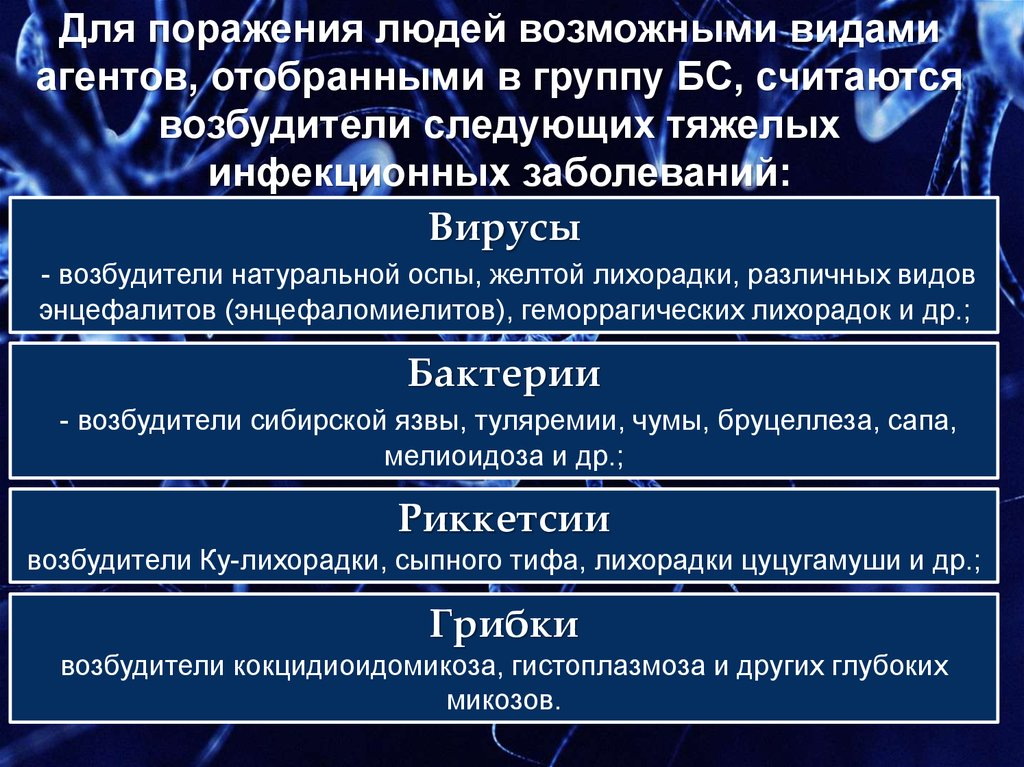 Для поражения людей возможными видами
агентов, отобранными в группу БС, считаются
возбудители следующих тяжелых
инфекционных заболеваний:
Вирусы
- возбудители натуральной оспы, желтой лихорадки, различных видов
энцефалитов (энцефаломиелитов), геморрагических лихорадок и др.;
Бактерии
- возбудители сибирской язвы, туляремии, чумы, бруцеллеза, сапа,
мелиоидоза и др.;
Риккетсии
возбудители Ку-лихорадки, сыпного тифа, лихорадки цуцугамуши и др.;
Грибки
возбудители кокцидиоидомикоза, гистоплазмоза и других глубоких
микозов.